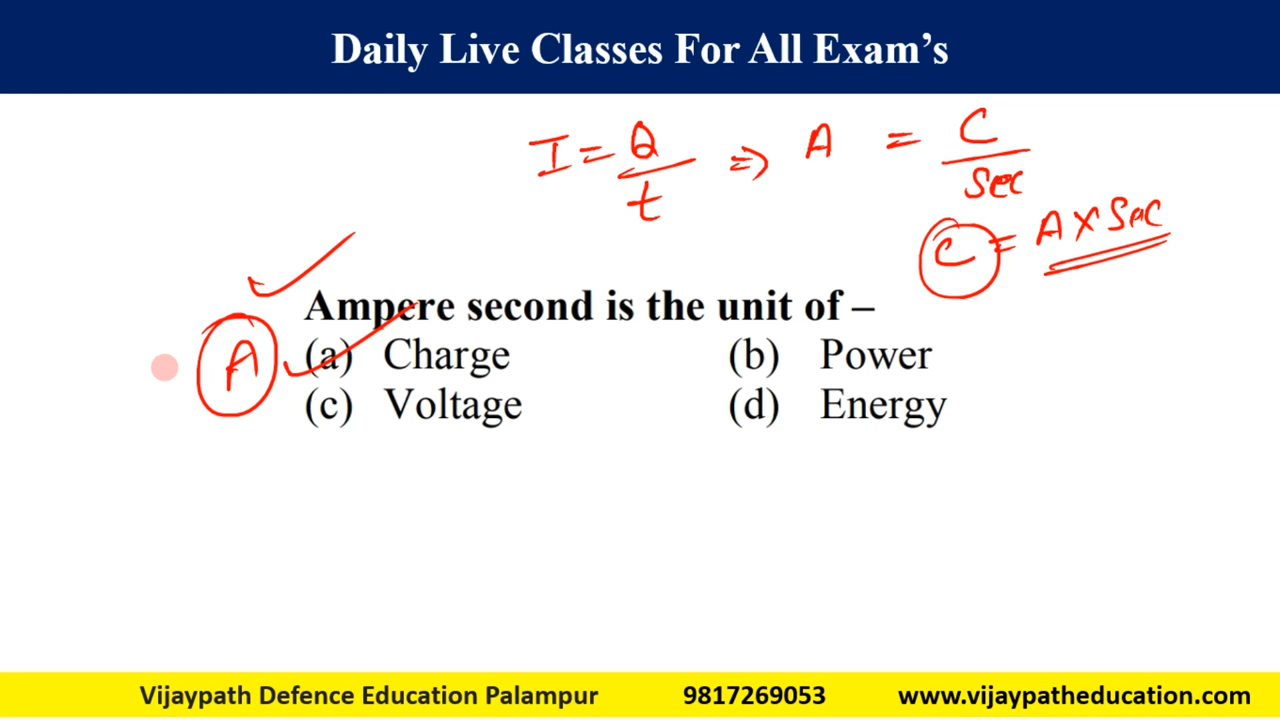 Daily Live Classes For All Exam's
I = Q/t ⇒ A = C/sec
C = A × Sec
Ampere second is the unit of –
A (a) Charge (b) Power
(c) Voltage (d) Energy
Vijaypath Defence Education Palampur 9817269053 www.vijaypatheducation.com